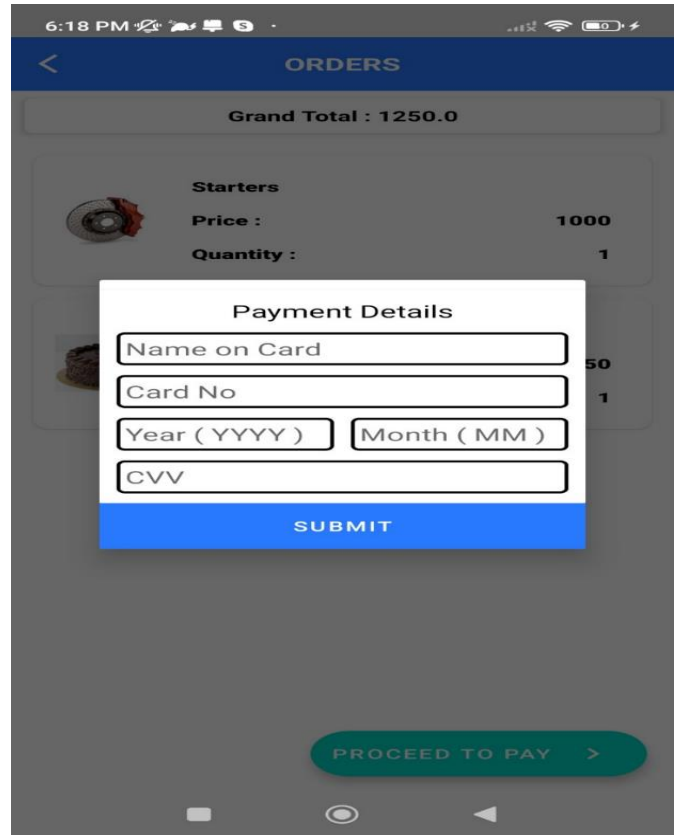 6:18 PM
ORDERS
Grand Total : 1250.0
Starters
Price : 1000
Quantity : 1
Payment Details
Name on Card
50
Card No
1
Year ( YYYY ) Month ( MM )
CVV
SUBMIT
PROCEED TO PAY >